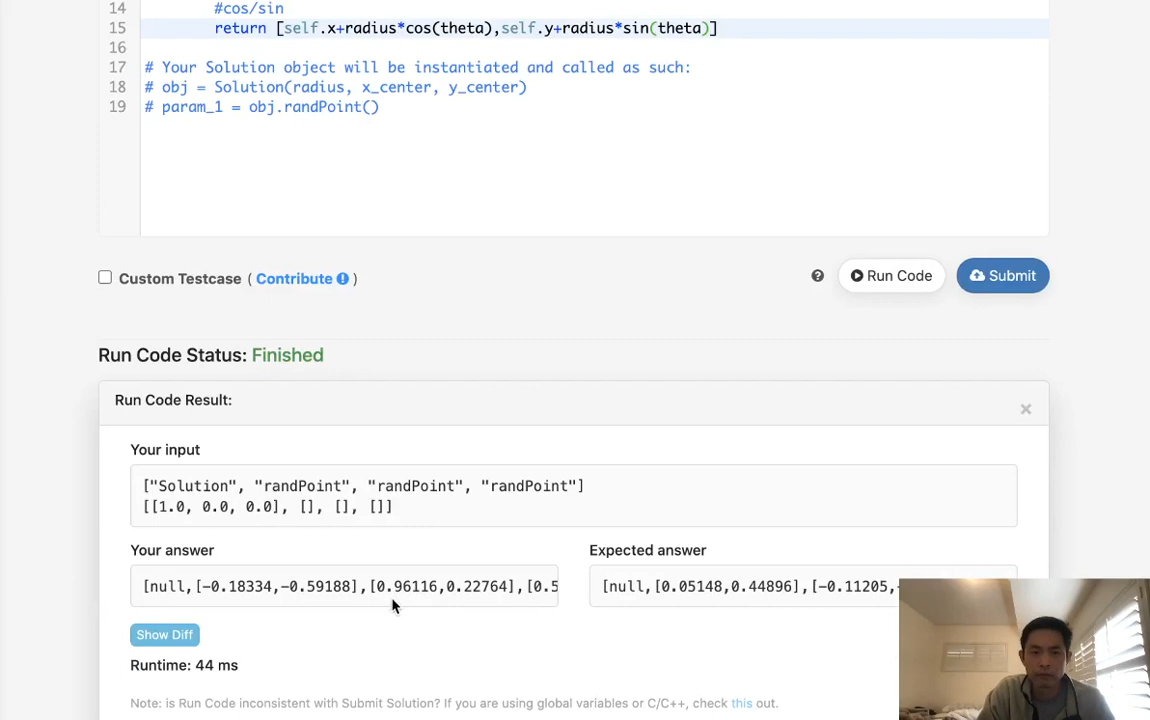 14 #cos/sin
15 return [self.x+radius*cos(theta),self.y+radius*sin(theta)]
16
17 # Your Solution object will be instantiated and called as such:
18 # obj = Solution(radius, x_center, y_center)
19 # param_1 = obj.randPoint()
Custom Testcase ( Contribute ! )
? Run Code Submit
Run Code Status: Finished
Run Code Result: ×
Your input
["Solution", "randPoint", "randPoint", "randPoint"]
[[1.0, 0.0, 0.0], [], [], []]
Your answer Expected answer
[null,[-0.18334,-0.59188],[0.96116,0.22764],[0.5 [null,[0.05148,0.44896],[-0.11205,-
Show Diff
Runtime: 44 ms
Note: is Run Code inconsistent with Submit Solution? If you are using global variables or C/C++, check this out.